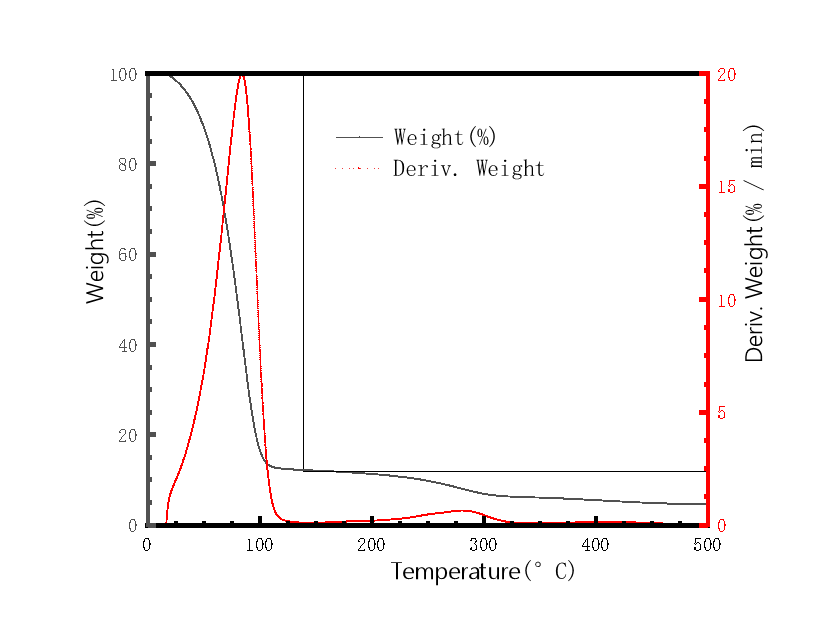 100
80
60
40
20
0
Weight(%)
Weight(%)
Deriv. Weight
20
15
10
5
0
Deriv. Weight(% / min)
0 100 200 300 400 500
Temperature(° C)